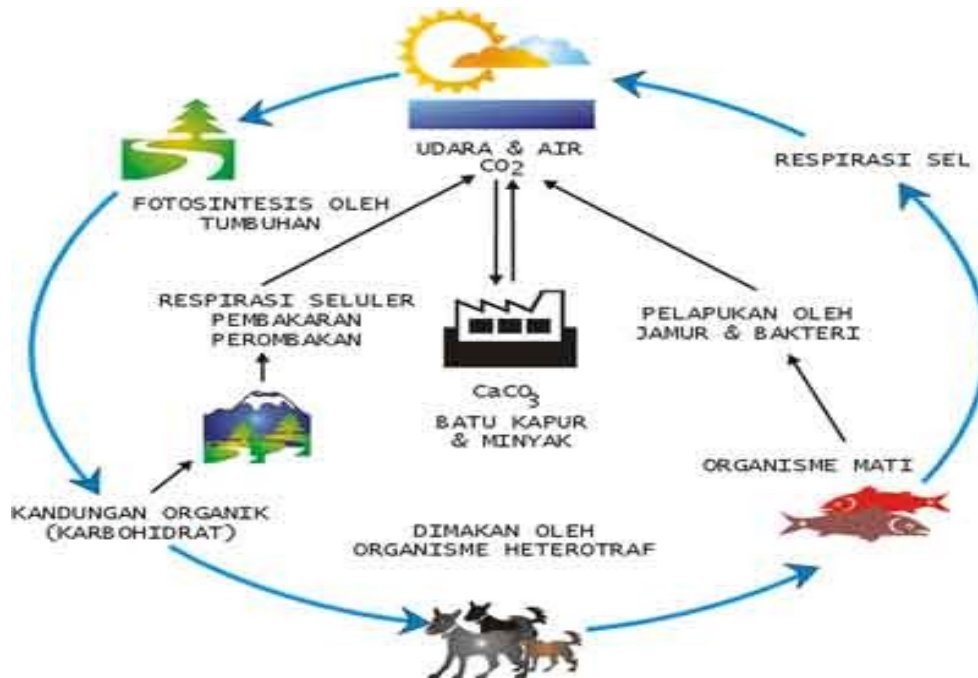 UDARA & AIR
CO2
RESPIRASI SEL
FOTOSINTESIS OLEH
TUMBUHAN
RESPIRASI SELULER
PEMBAKARAN
PEROMBAKAN
PELAPUKAN OLEH
JAMUR & BAKTERI
CaCO3
BATU KAPUR
& MINYAK
ORGANISME MATI
KANDUNGAN ORGANIK
(KARBOHIDRAT)
DIMAKAN OLEH
ORGANISME HETEROTRAF